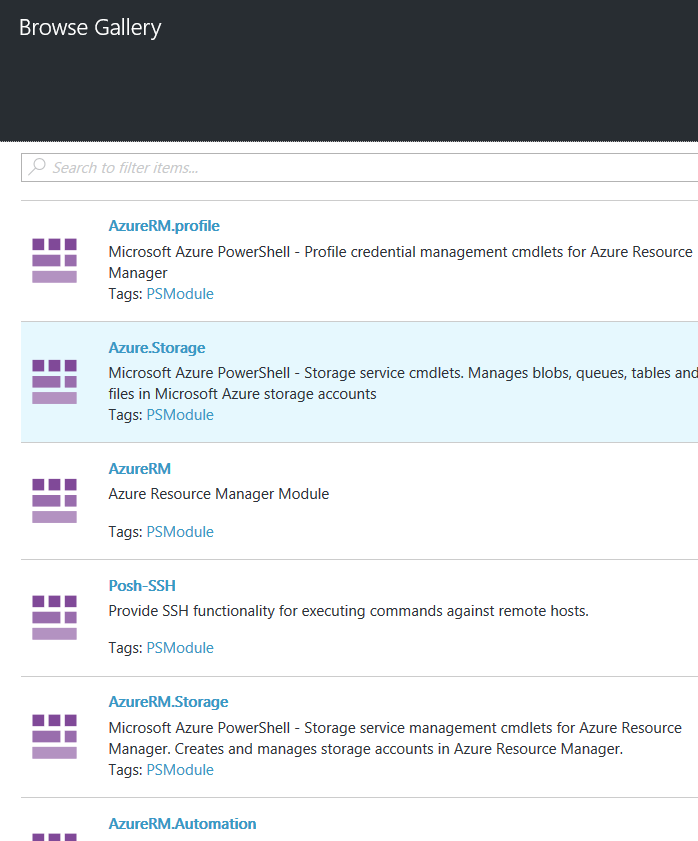 Browse Gallery
Search to filter items...
AzureRM.profile
Microsoft Azure PowerShell - Profile credential management cmdlets for Azure Resource
Manager
Tags: PSModule
Azure.Storage
Microsoft Azure PowerShell - Storage service cmdlets. Manages blobs, queues, tables and
files in Microsoft Azure storage accounts
Tags: PSModule
AzureRM
Azure Resource Manager Module
Tags: PSModule
Posh-SSH
Provide SSH functionality for executing commands against remote hosts.
Tags: PSModule
AzureRM.Storage
Microsoft Azure PowerShell - Storage service management cmdlets for Azure Resource
Manager. Creates and manages storage accounts in Azure Resource Manager.
Tags: PSModule
AzureRM.Automation